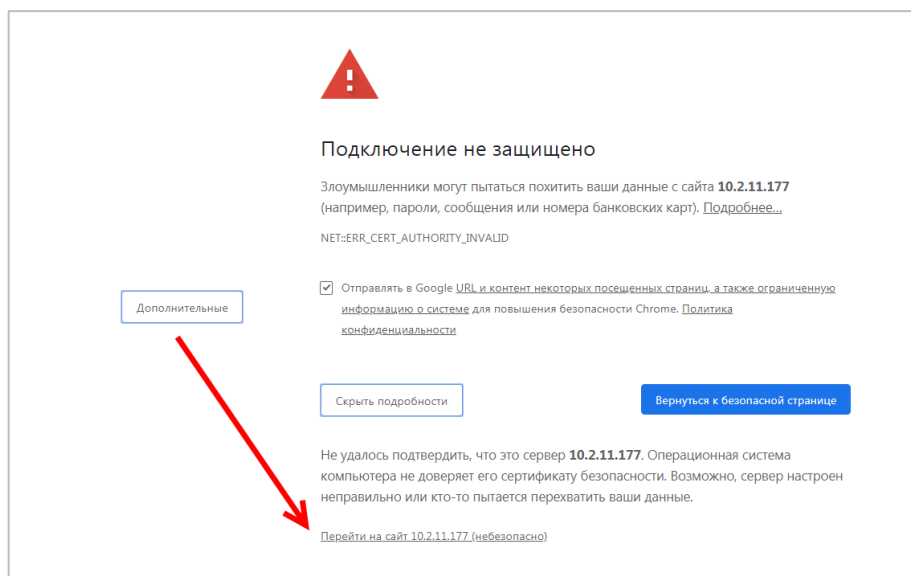 Подключение не защищено
Злоумышленники могут пытаться похитить ваши данные с сайта 10.2.11.177
(например, пароли, сообщения или номера банковских карт). Подробнее...
NET::ERR_CERT_AUTHORITY_INVALID
Отправлять в Google URL и контент некоторых посещенных страниц, а также ограниченную
информацию о системе для повышения безопасности Chrome. Политика
конфиденциальности
Дополнительные
Скрыть подробности
Вернуться к безопасной странице
Не удалось подтвердить, что это сервер 10.2.11.177. Операционная система
компьютера не доверяет его сертификату безопасности. Возможно, сервер настроен
неправильно или кто-то пытается перехватить ваши данные.
Перейти на сайт 10.2.11.177 (небезопасно)